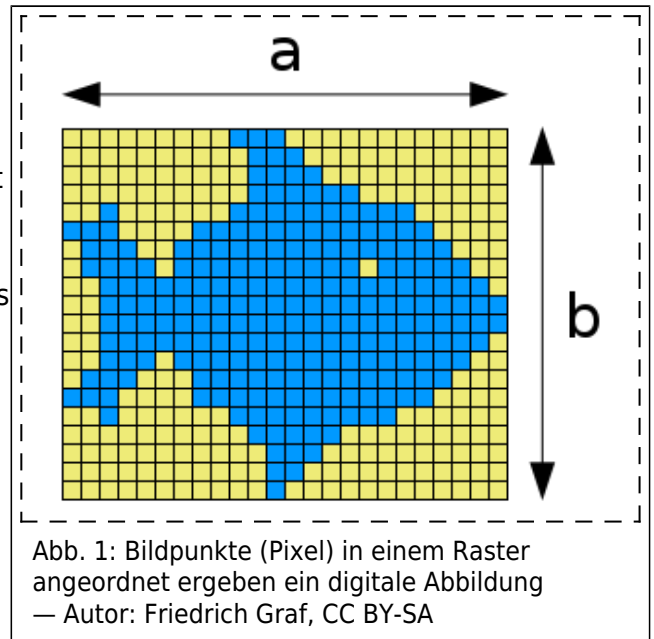 a
b
s
Abb. 1: Bildpunkte (Pixel) in einem Raster
angeordnet ergeben ein digitale Abbildung
— Autor: Friedrich Graf, CC BY-SA